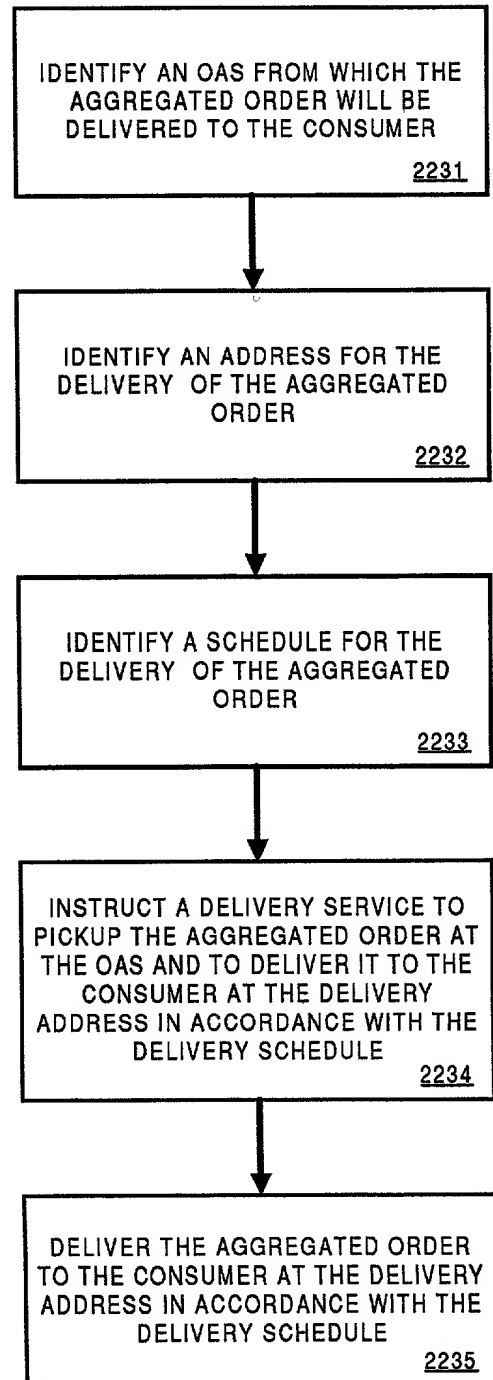 IDENTIFY AN OAS FROM WHICH THE
AGGREGATED ORDER WILL BE
DELIVERED TO THE CONSUMER
2231
IDENTIFY AN ADDRESS FOR THE
DELIVERY OF THE AGGREGATED
ORDER
2232
IDENTIFY A SCHEDULE FOR THE
DELIVERY OF THE AGGREGATED
ORDER
2233
INSTRUCT A DELIVERY SERVICE TO
PICKUP THE AGGREGATED ORDER AT
THE OAS AND TO DELIVER IT TO THE
CONSUMER AT THE DELIVERY
ADDRESS IN ACCORDANCE WITH THE
DELIVERY SCHEDULE
2234
DELIVER THE AGGREGATED ORDER
TO THE CONSUMER AT THE DELIVERY
ADDRESS IN ACCORDANCE WITH THE
DELIVERY SCHEDULE
2235